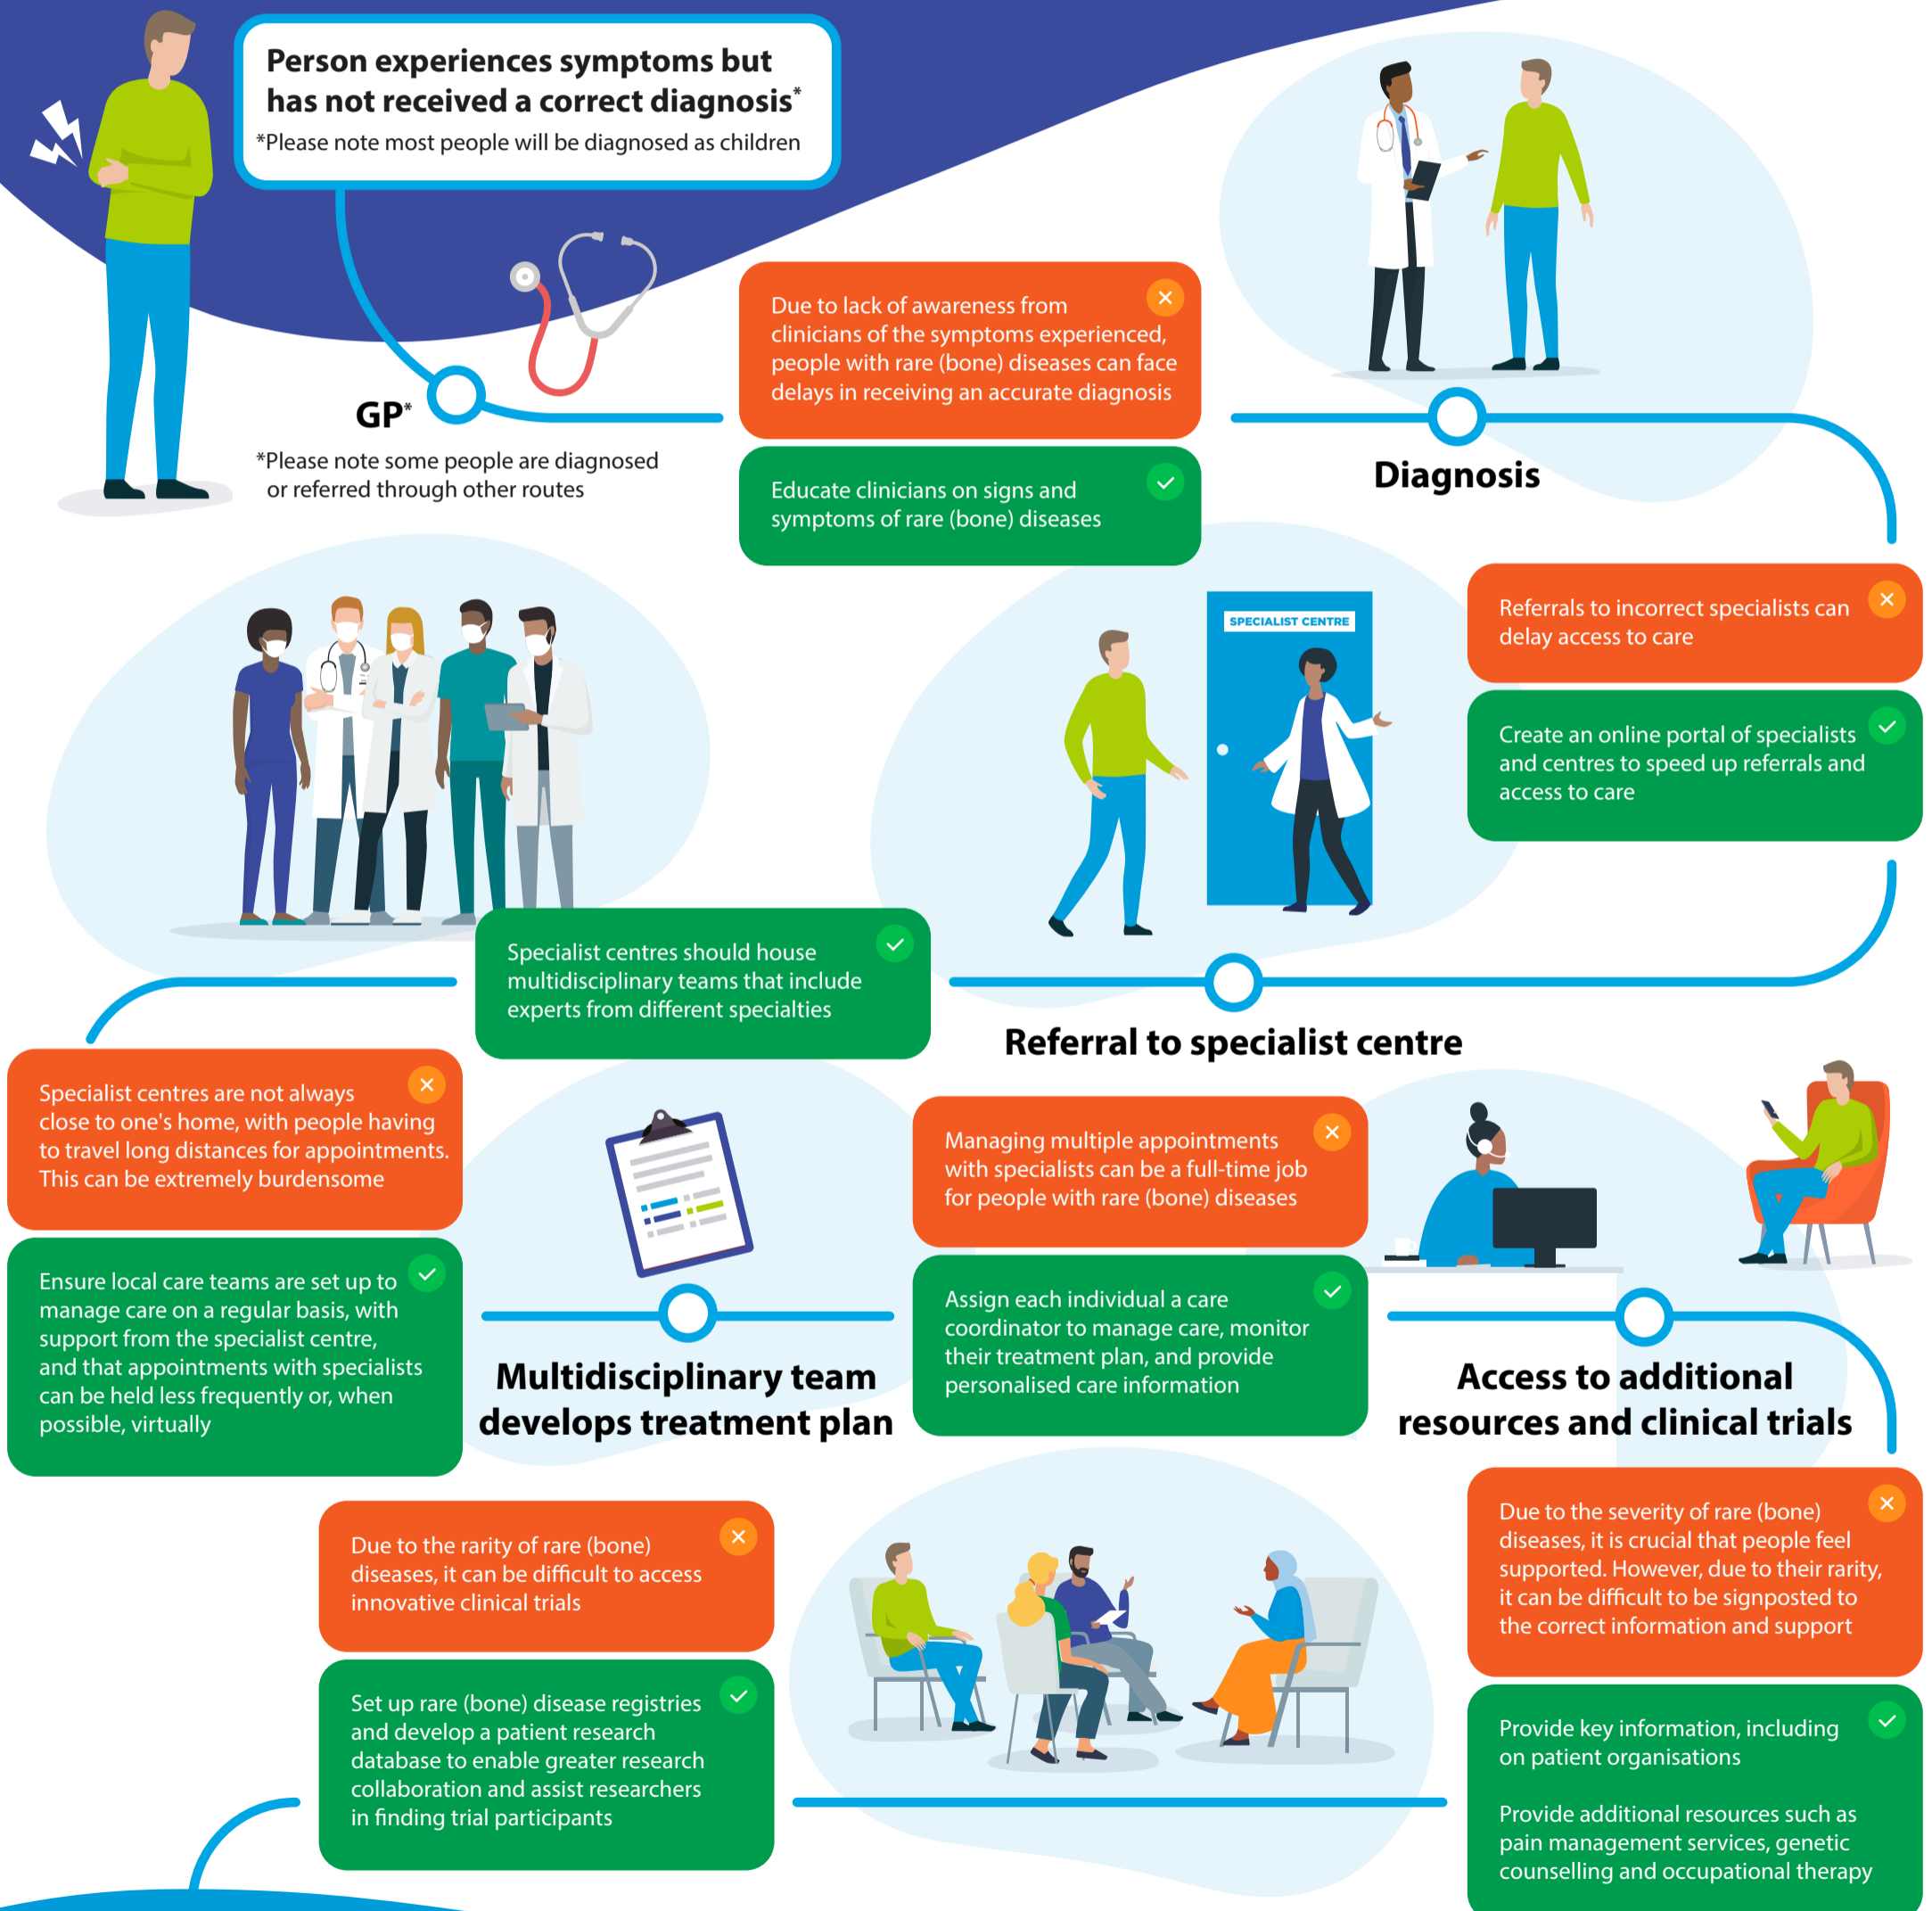 Person experiences symptoms but
has not received a correct diagnosis*
*Please note most people will be diagnosed as children
GP*
*Please note some people are diagnosed
or referred through other routes
Due to lack of awareness from
clinicians of the symptoms experienced,
people with rare (bone) diseases can face
delays in receiving an accurate diagnosis
Educate clinicians on signs and
symptoms of rare (bone) diseases
Diagnosis
Referrals to incorrect specialists can
delay access to care
Create an online portal of specialists
and centres to speed up referrals and
access to care
SPECIALIST CENTRE
Referral to specialist centre
Specialist centres should house
multidisciplinary teams that include
experts from different specialties
Specialist centres are not always
close to one's home, with people having
to travel long distances for appointments.
This can be extremely burdensome
Ensure local care teams are set up to
manage care on a regular basis, with
support from the specialist centre,
and that appointments with specialists
can be held less frequently or, when
possible, virtually
Multidisciplinary team
develops treatment plan
Managing multiple appointments
with specialists can be a full-time job
for people with rare (bone) diseases
Assign each individual a care
coordinator to manage care, monitor
their treatment plan, and provide
personalised care information
Access to additional
resources and clinical trials
Due to the severity of rare (bone)
diseases, it is crucial that people feel
supported. However, due to their rarity,
it can be difficult to be signposted to
the correct information and support
Provide key information, including
on patient organisations
Provide additional resources such as
pain management services, genetic
counselling and occupational therapy
Due to the rarity of rare (bone)
diseases, it can be difficult to access
innovative clinical trials
Set up rare (bone) disease registries
and develop a patient research
database to enable greater research
collaboration and assist researchers
in finding trial participants